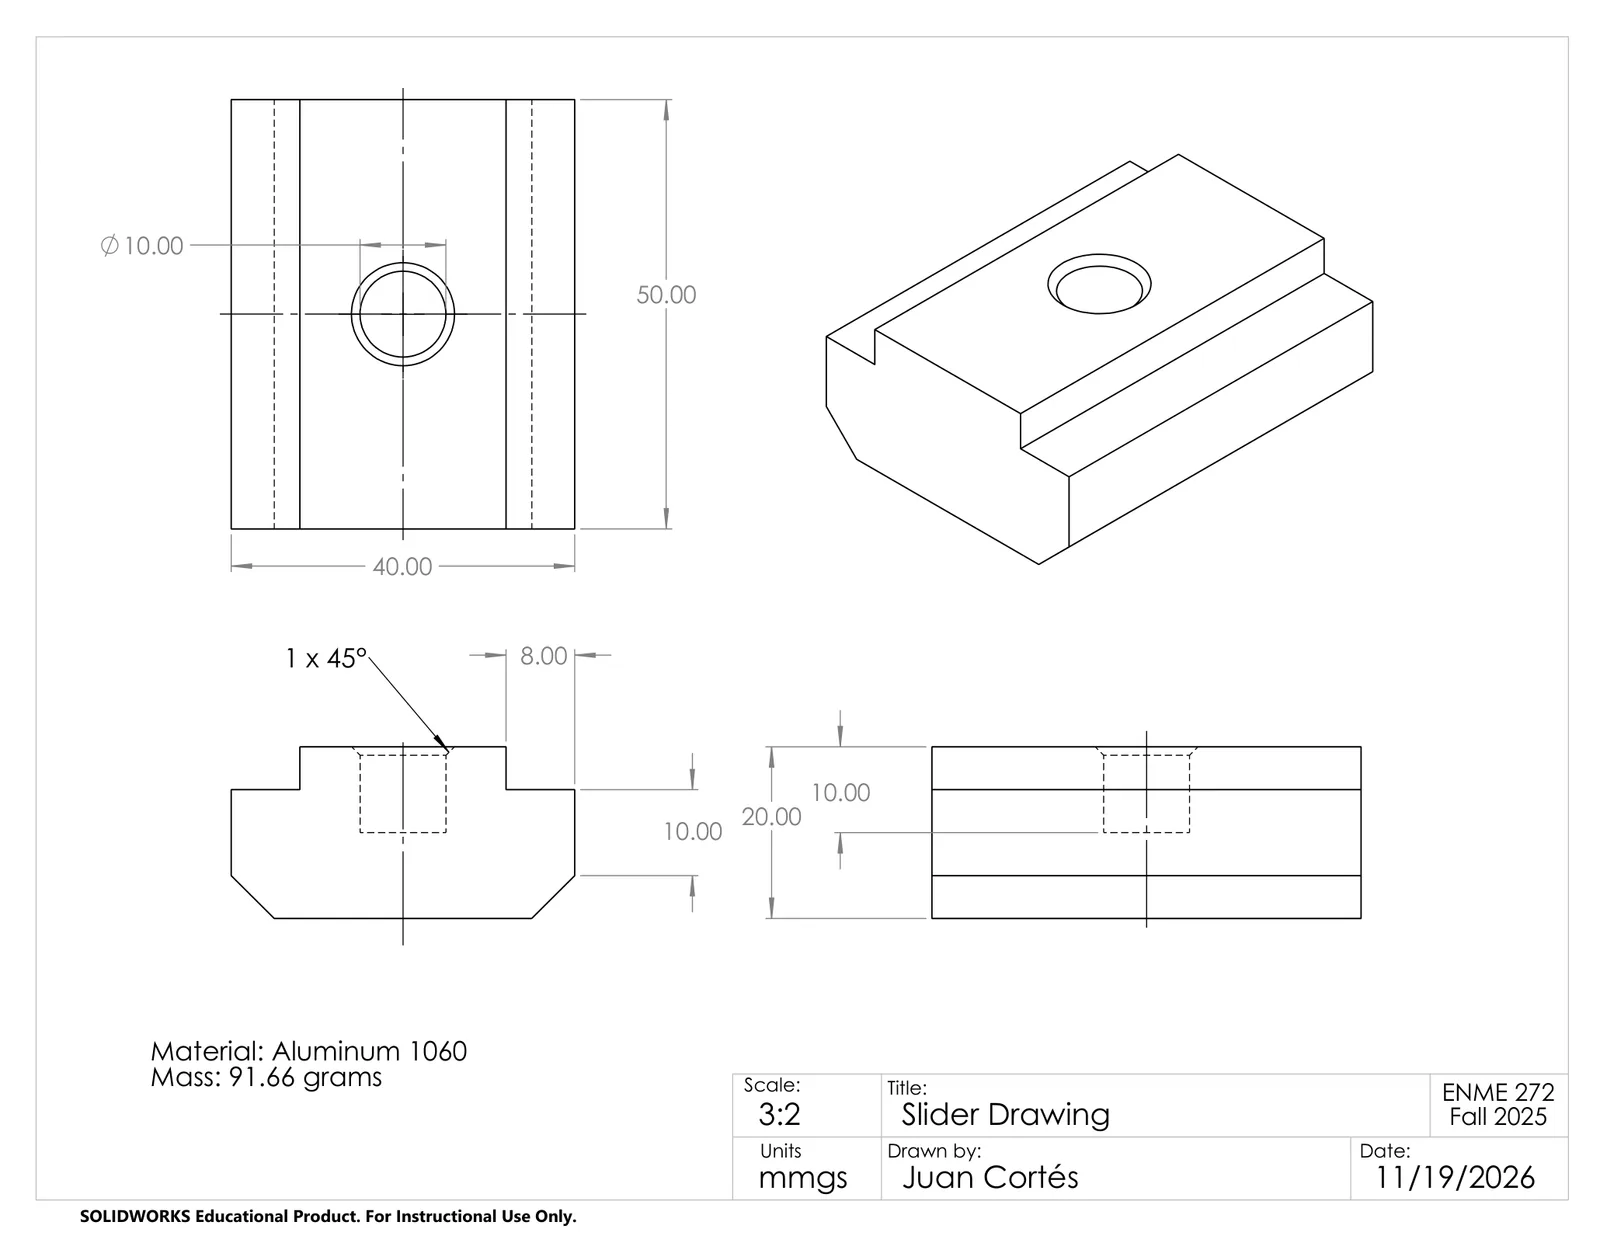 ⌀10.00
50.00
40.00
1 x 45°
8.00
10.00
20.00
10.00
Material: Aluminum 1060
Mass: 91.66 grams
Scale:
3:2
Title:
Slider Drawing
ENME 272
Fall 2025
Units
mmgs
Drawn by:
Juan Cortés
Date:
11/19/2026
SOLIDWORKS Educational Product. For Instructional Use Only.